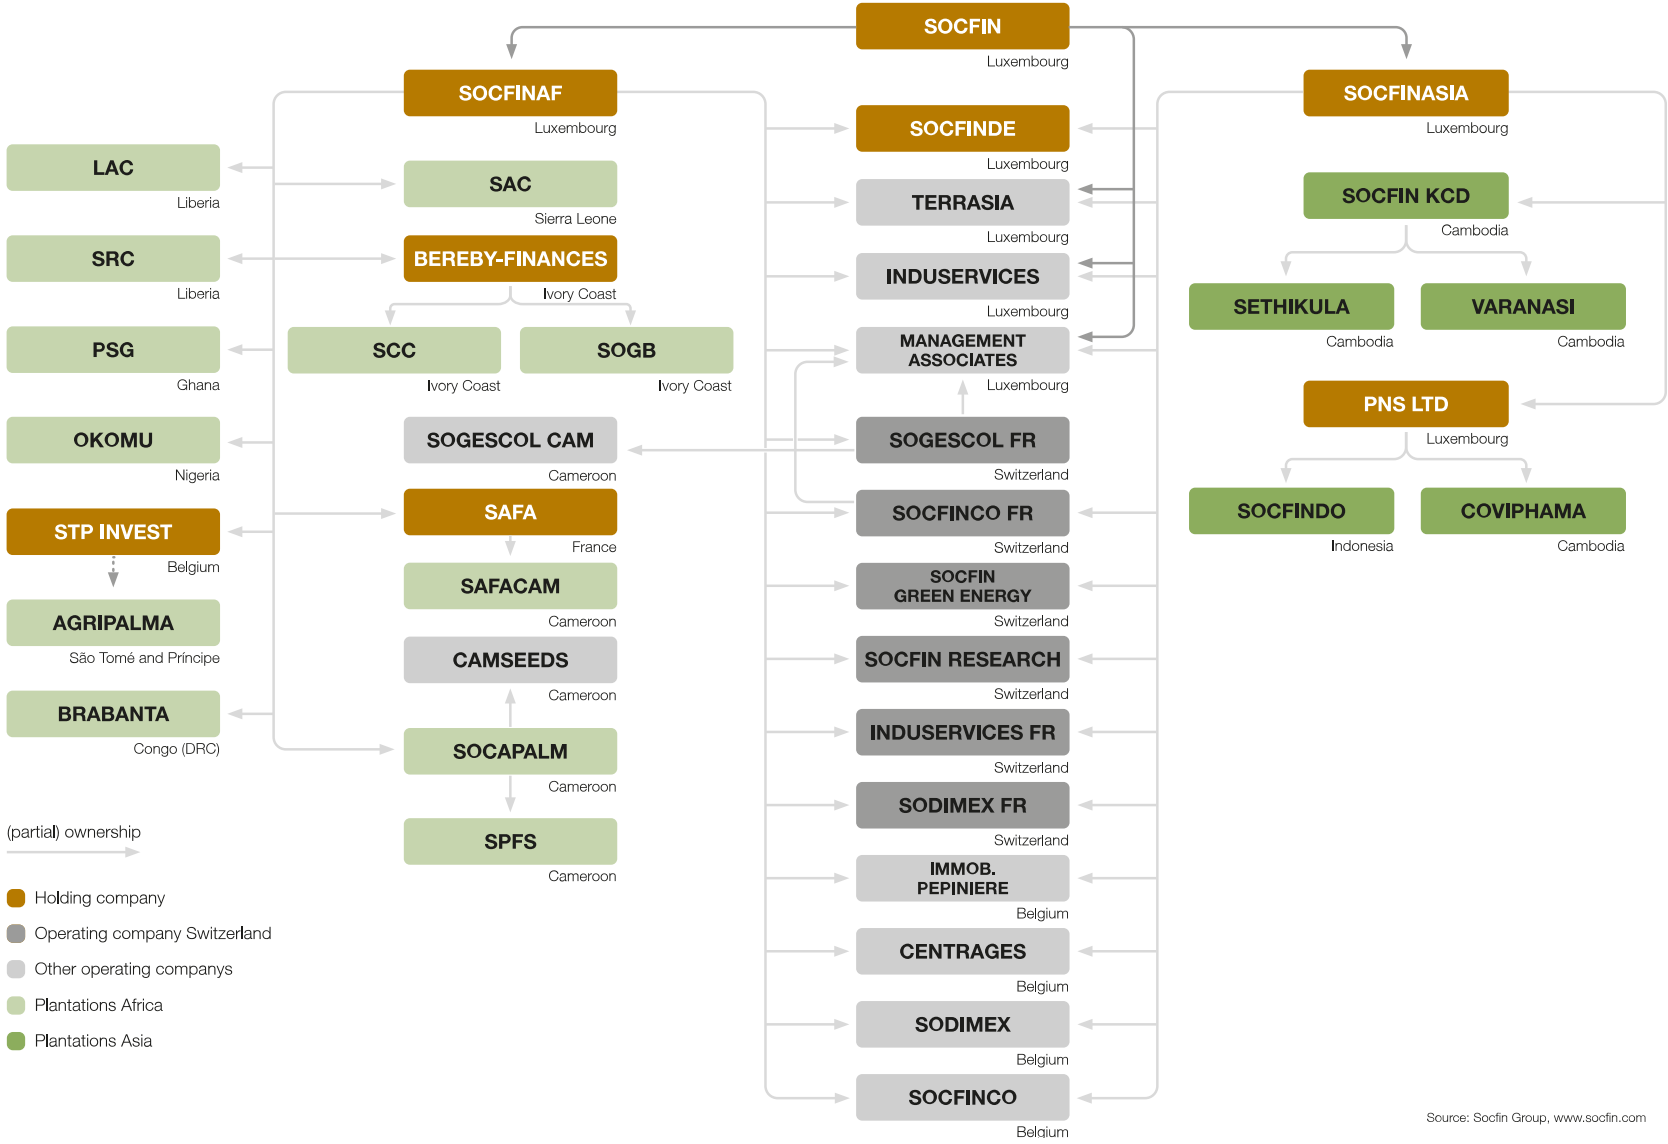 SOCFIN
Luxembourg
SOCFINAF
Luxembourg
SOCFINASIA
Luxembourg
SOCFINDE
Luxembourg
LAC
Liberia
SAC
Sierra Leone
TERRASIA
Luxembourg
SOCFIN KCD
Cambodia
SRC
Liberia
BEREBY-FINANCES
Ivory Coast
INDUSERVICES
Luxembourg
SETHIKULA
Cambodia
VARANASI
Cambodia
PSG
Ghana
SCC
Ivory Coast
SOGB
Ivory Coast
MANAGEMENT
ASSOCIATES
Luxembourg
PNS LTD
Luxembourg
OKOMU
Nigeria
SOGESCOL CAM
Cameroon
SOGESCOL FR
Switzerland
STP INVEST
Belgium
SAFA
France
SOCFINCO FR
Switzerland
SOCFINDO
Indonesia
COVIPHAMA
Cambodia
AGRIPALMA
São Tomé and Príncipe
SAFACAM
Cameroon
SOCFIN
GREEN ENERGY
Switzerland
CAMSEEDS
Cameroon
SOCFIN RESEARCH
Switzerland
BRABANTA
Congo (DRC)
SOCAPALM
Cameroon
INDUSERVICES FR
Switzerland
SODIMEX FR
Switzerland
SPFS
Cameroon
IMMOB.
PEPINIERE
Belgium
CENTRAGES
Belgium
SODIMEX
Belgium
SOCFINCO
Belgium
(partial) ownership
Holding company
Operating company Switzerland
Other operating companys
Plantations Africa
Plantations Asia
Source: Socfin Group, www.socfin.com